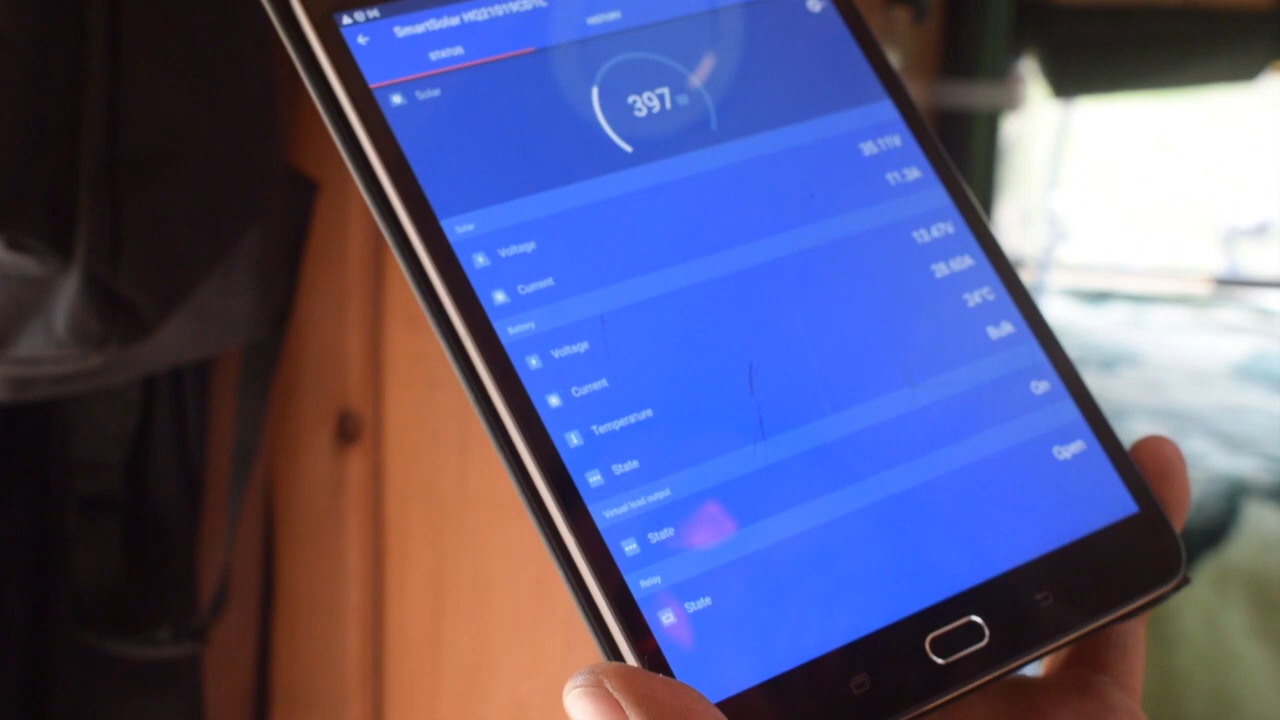 SmartSolar HQ21019CD1L
STATUS HISTORY
Solar
397 W
Solar
Voltage 35.11V
Current 11.3A
Battery
Voltage 13.47V
Current 28.60A
Temperature 24°C
State Bulk
Virtual load output
State On
Relay
State Open